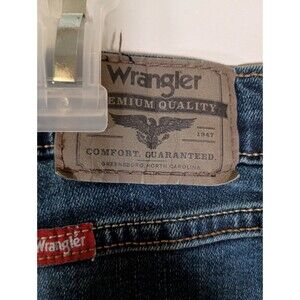 Wrangler
PREMIUM QUALITY
1947
COMFORT. GUARANTEED.
GREENSBORO NORTH CAROLINA
Wrangler